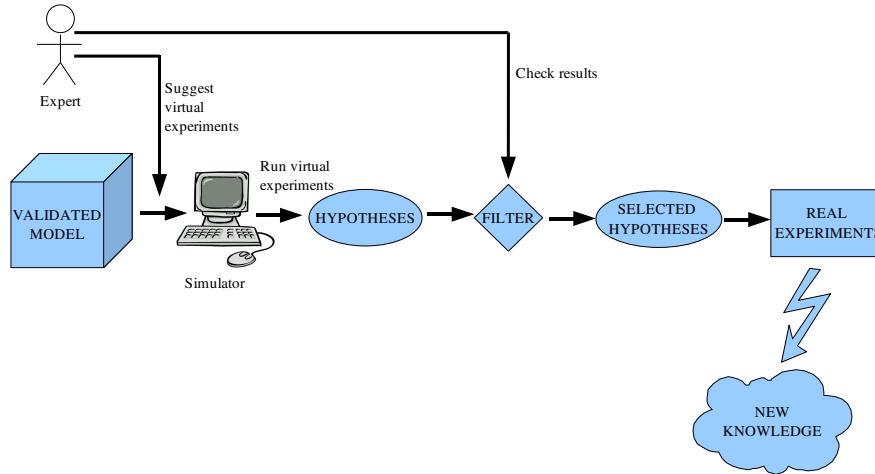 Expert
Suggest
virtual
experiments
Check results
VALIDATED
MODEL
Simulator
Run virtual
experiments
HYPOTHESES
FILTER
SELECTED
HYPOTHESES
REAL
EXPERIMENTS
NEW
KNOWLEDGE